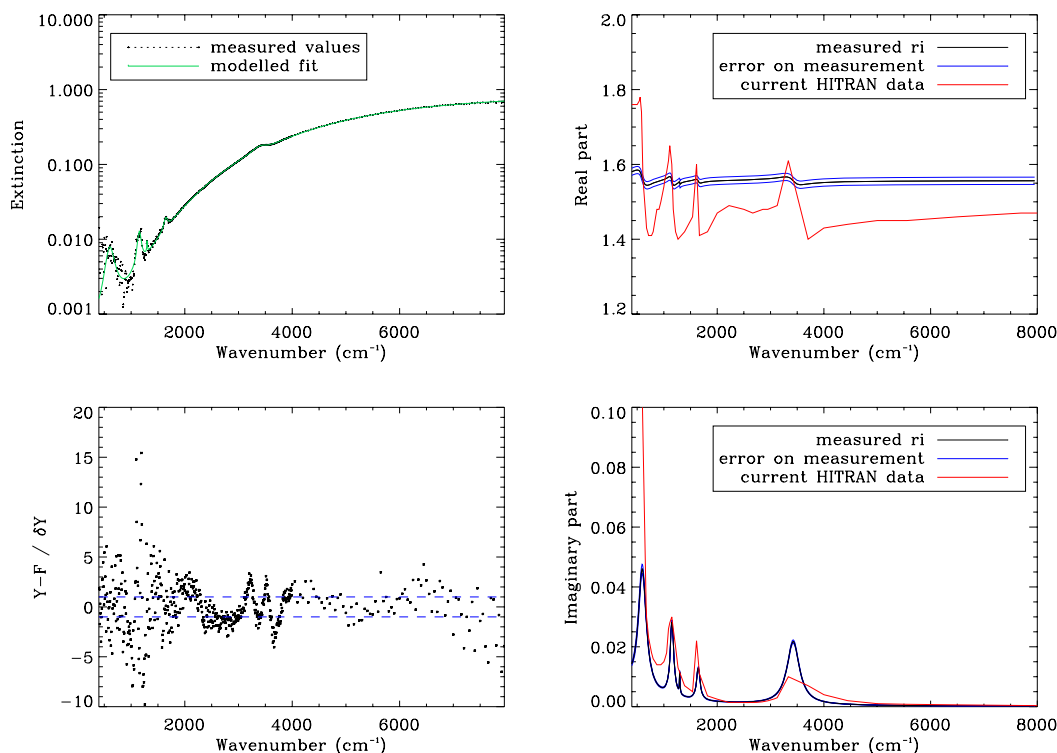 10.000
1.000
0.100
0.010
0.001
Extinction
measured values
modelled fit
2000 4000 6000
Wavenumber (cm⁻¹)
2.0
1.8
1.6
1.4
1.2
Real part
measured ri
error on measurement
current HITRAN data
2000 4000 6000 8000
Wavenumber (cm⁻¹)
20
15
10
5
0
−5
−10
Y−F / δY
2000 4000 6000
Wavenumber (cm⁻¹)
0.10
0.08
0.06
0.04
0.02
0.00
Imaginary part
measured ri
error on measurement
current HITRAN data
2000 4000 6000 8000
Wavenumber (cm⁻¹)